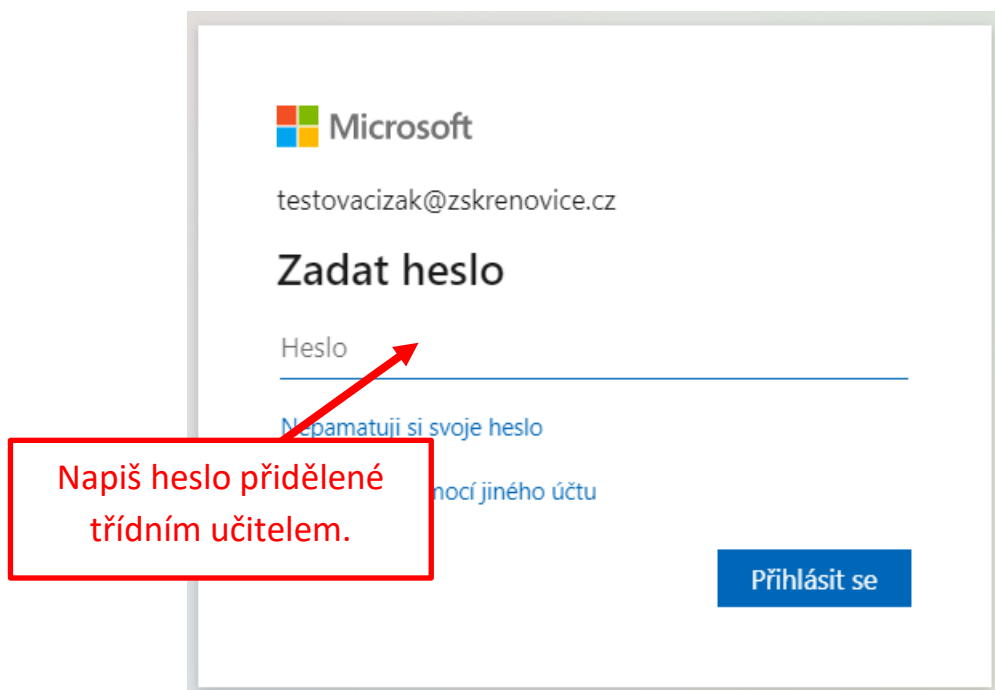 Microsoft
testovacizak@zskrenovice.cz
Zadat heslo
Heslo
Nepamatuji si svoje heslo
Napiš heslo přidělené
třídním učitelem.
jiného účtu
Přihlásit se